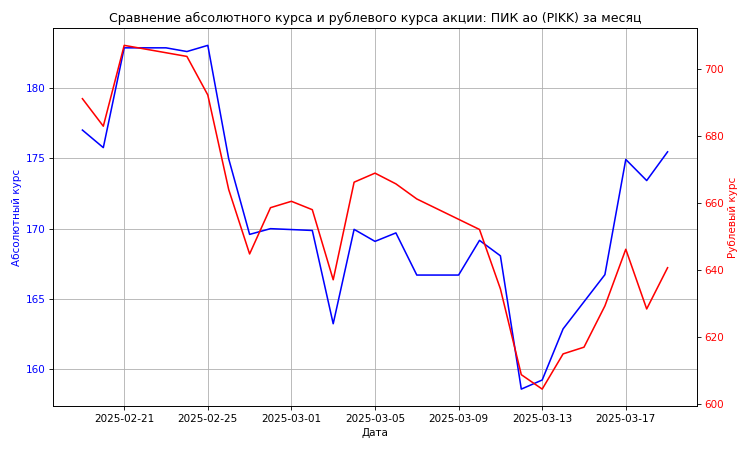 Сравнение абсолютного курса и рублевого курса акции: ПИК ао (PIKK) за месяц
Абсолютный курс
180
175
170
165
160
700
680
660
640
620
600
Рублевый курс
2025-02-21 2025-02-25 2025-03-01 2025-03-05 2025-03-09 2025-03-13 2025-03-17
Дата